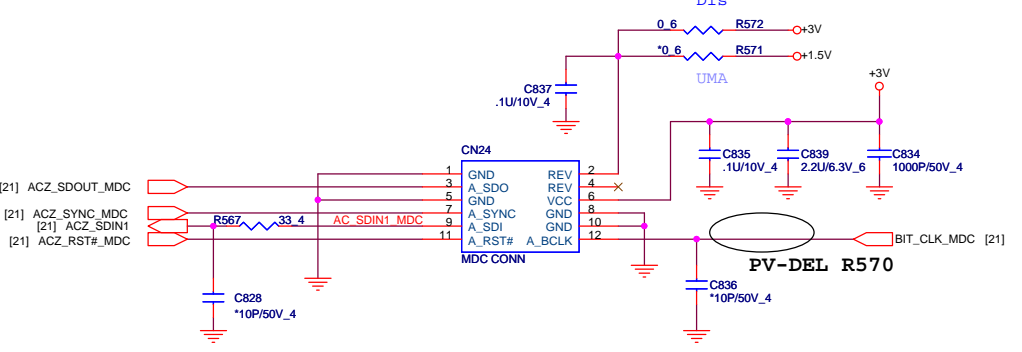 Dis
0_6 R572 +3V
*0_6 R571 +1.5V
UMA
+3V
C837
.1U/10V_4
C835
.1U/10V_4
C839
2.2U/6.3V_6
C834
1000P/50V_4
CN24
1 GND REV 2
3 A_SDO REV 4
5 GND VCC 6
7 A_SYNC GND 8
9 A_SDI GND 10
11 A_RST# A_BCLK 12
MDC CONN
[21] ACZ_SDOUT_MDC
[21] ACZ_SYNC_MDC
[21] ACZ_SDIN1
[21] ACZ_RST#_MDC
R567 33_4
AC_SDIN1_MDC
BIT_CLK_MDC [21]
PV-DEL R570
C828
*10P/50V_4
C836
*10P/50V_4